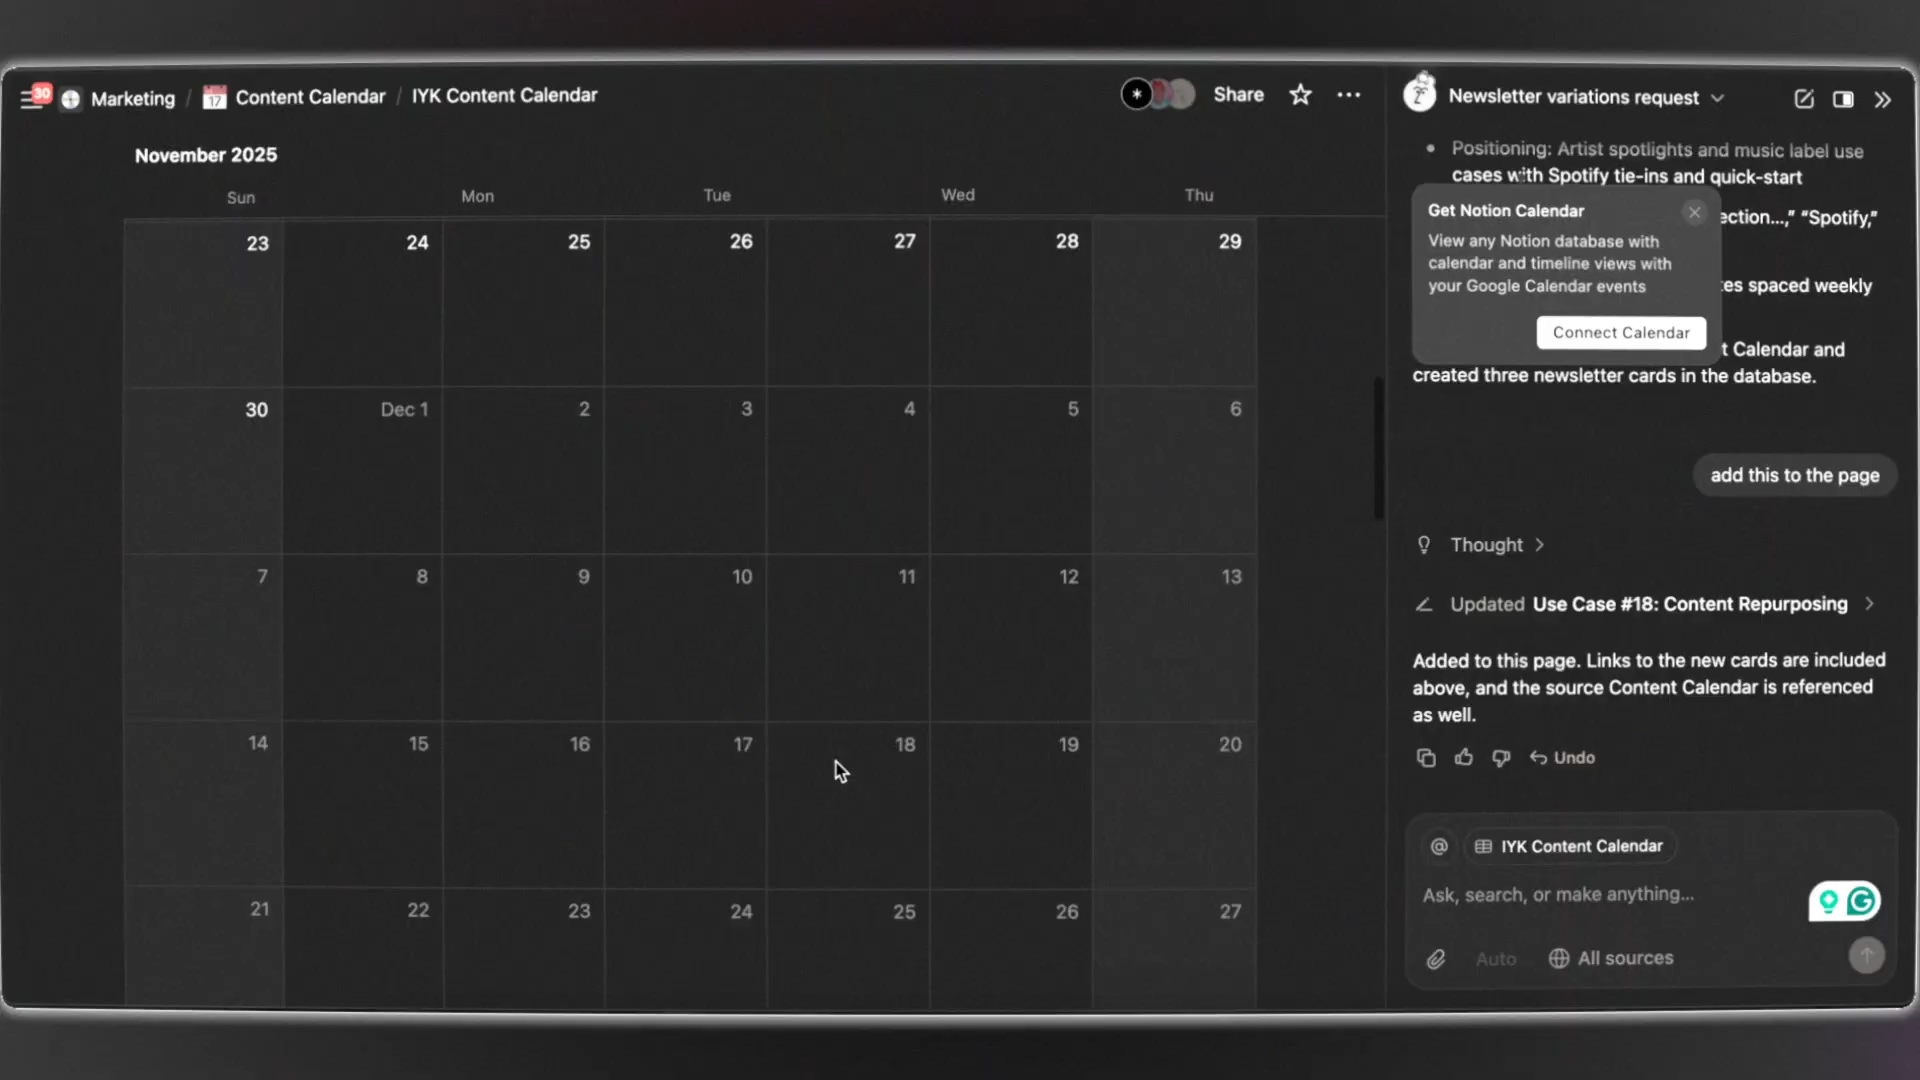 30
Marketing / 17 Content Calendar / IYK Content Calendar
* Share
November 2025
Sun Mon Tue Wed Thu
23 24 25 26 27 28 29
30 Dec 1 2 3 4 5 6
7 8 9 10 11 12 13
14 15 16 17 18 19 20
21 22 23 24 25 26 27
Newsletter variations request
• Positioning: Artist spotlights and music label use
cases with Spotify tie-ins and quick-start
ection...,” “Spotify,”
es spaced weekly
t Calendar and
created three newsletter cards in the database.
Get Notion Calendar
View any Notion database with
calendar and timeline views with
your Google Calendar events
Connect Calendar
add this to the page
Thought
Updated Use Case #18: Content Repurposing
Added to this page. Links to the new cards are included
above, and the source Content Calendar is referenced
as well.
Undo
@ IYK Content Calendar
Ask, search, or make anything...
G
Auto All sources